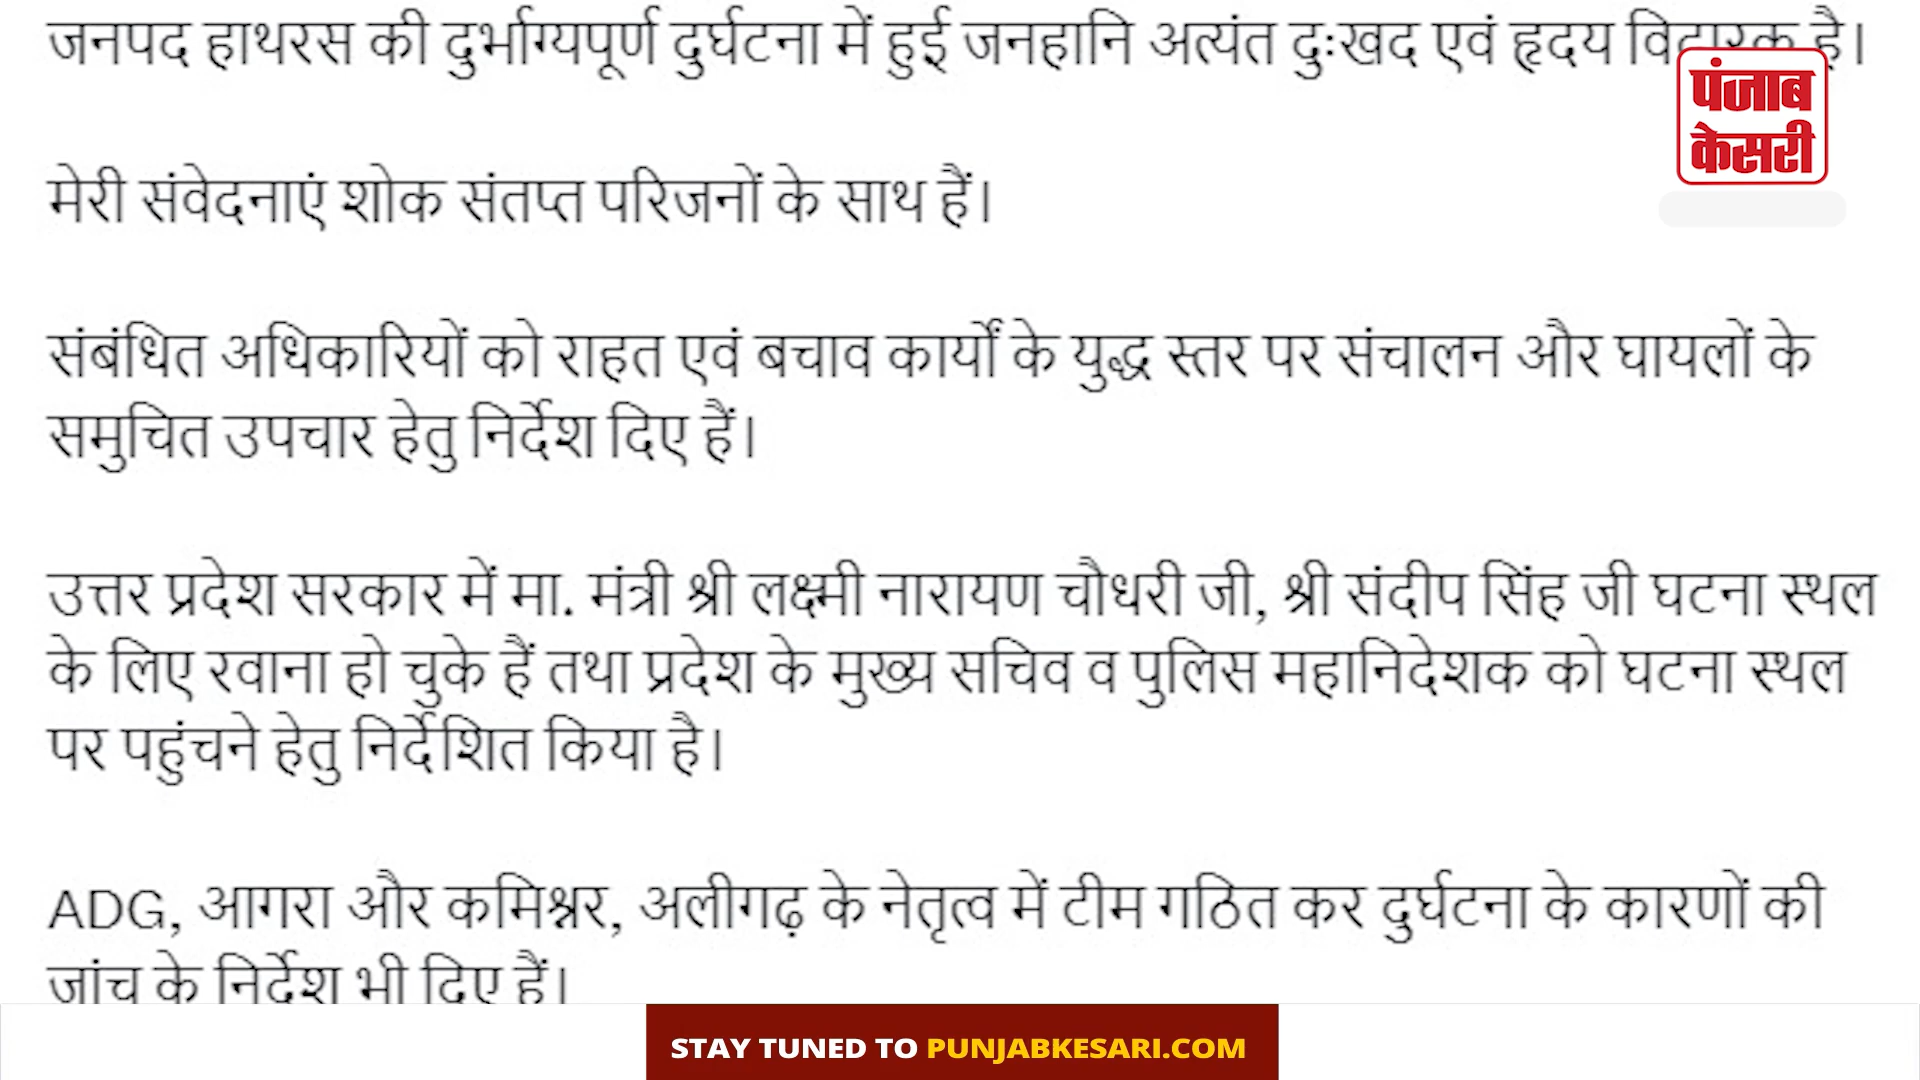 जनपद हाथरस की दुर्भाग्यपूर्ण दुर्घटना में हुई जनहानि अत्यंत दुःखद एवं हृदय विदारक है।
पंजाब
केसरी
मेरी संवेदनाएं शोक संतप्त परिजनों के साथ हैं।
संबंधित अधिकारियों को राहत एवं बचाव कार्यों के युद्ध स्तर पर संचालन और घायलों के
समुचित उपचार हेतु निर्देश दिए हैं।
उत्तर प्रदेश सरकार में मा. मंत्री श्री लक्ष्मी नारायण चौधरी जी, श्री संदीप सिंह जी घटना स्थल
के लिए रवाना हो चुके हैं तथा प्रदेश के मुख्य सचिव व पुलिस महानिदेशक को घटना स्थल
पर पहुंचने हेतु निर्देशित किया है।
ADG, आगरा और कमिश्नर, अलीगढ़ के नेतृत्व में टीम गठित कर दुर्घटना के कारणों की
जांच के निर्देश भी दिए हैं।
STAY TUNED TO PUNJABKESARI.COM